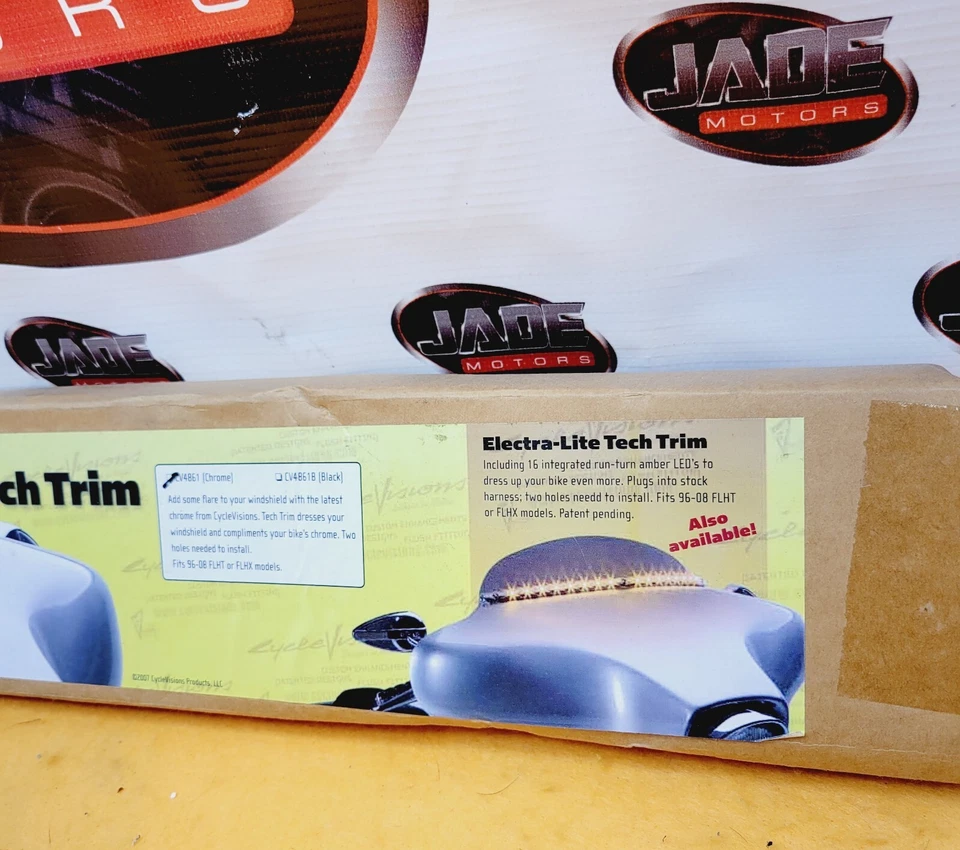 JADE
MOTORS
JADE
MOTORS
JADE
ch Trim
CV4861 (Chrome) CV4861B (Black)
Add some flare to your windshield with the latest
chrome from CycleVisions. Tech Trim dresses your
windshield and compliments your bike's chrome. Two
holes needed to install.
Fits 96-08 FLHT or FLHX models.
©2007 CycleVisions Products, LLC
Electra-Lite Tech Trim
Including 16 integrated run-turn amber LED's to
dress up your bike even more. Plugs into stock
harness; two holes needd to install. Fits 96-08 FLHT
or FLHX models. Patent pending.
Also
available!
CycleVisions